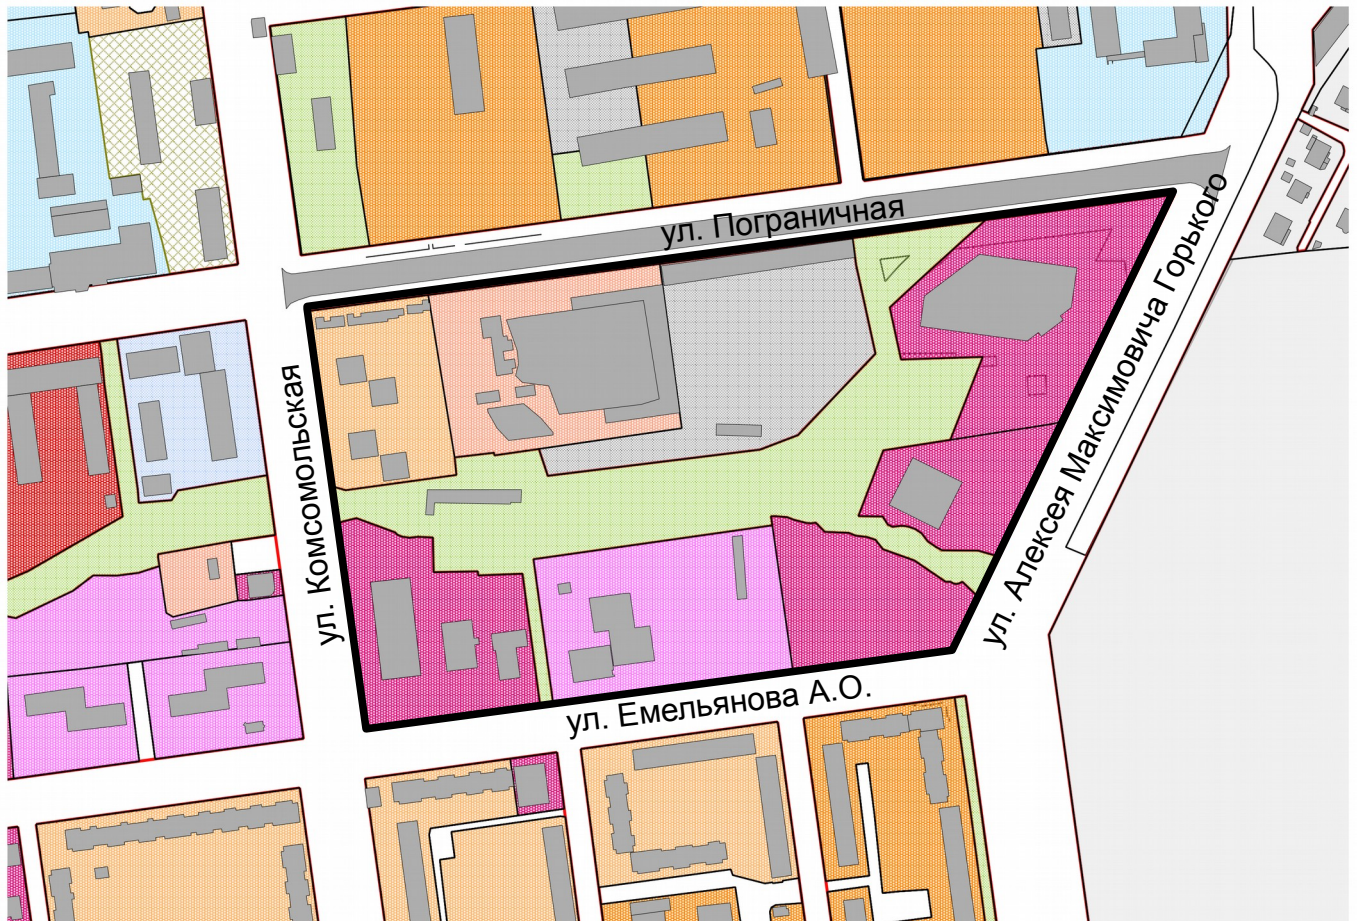 ул. Пограничная
ул. Комсомольская
ул. Алексея Максимовича Горького
ул. Емельянова А.О.